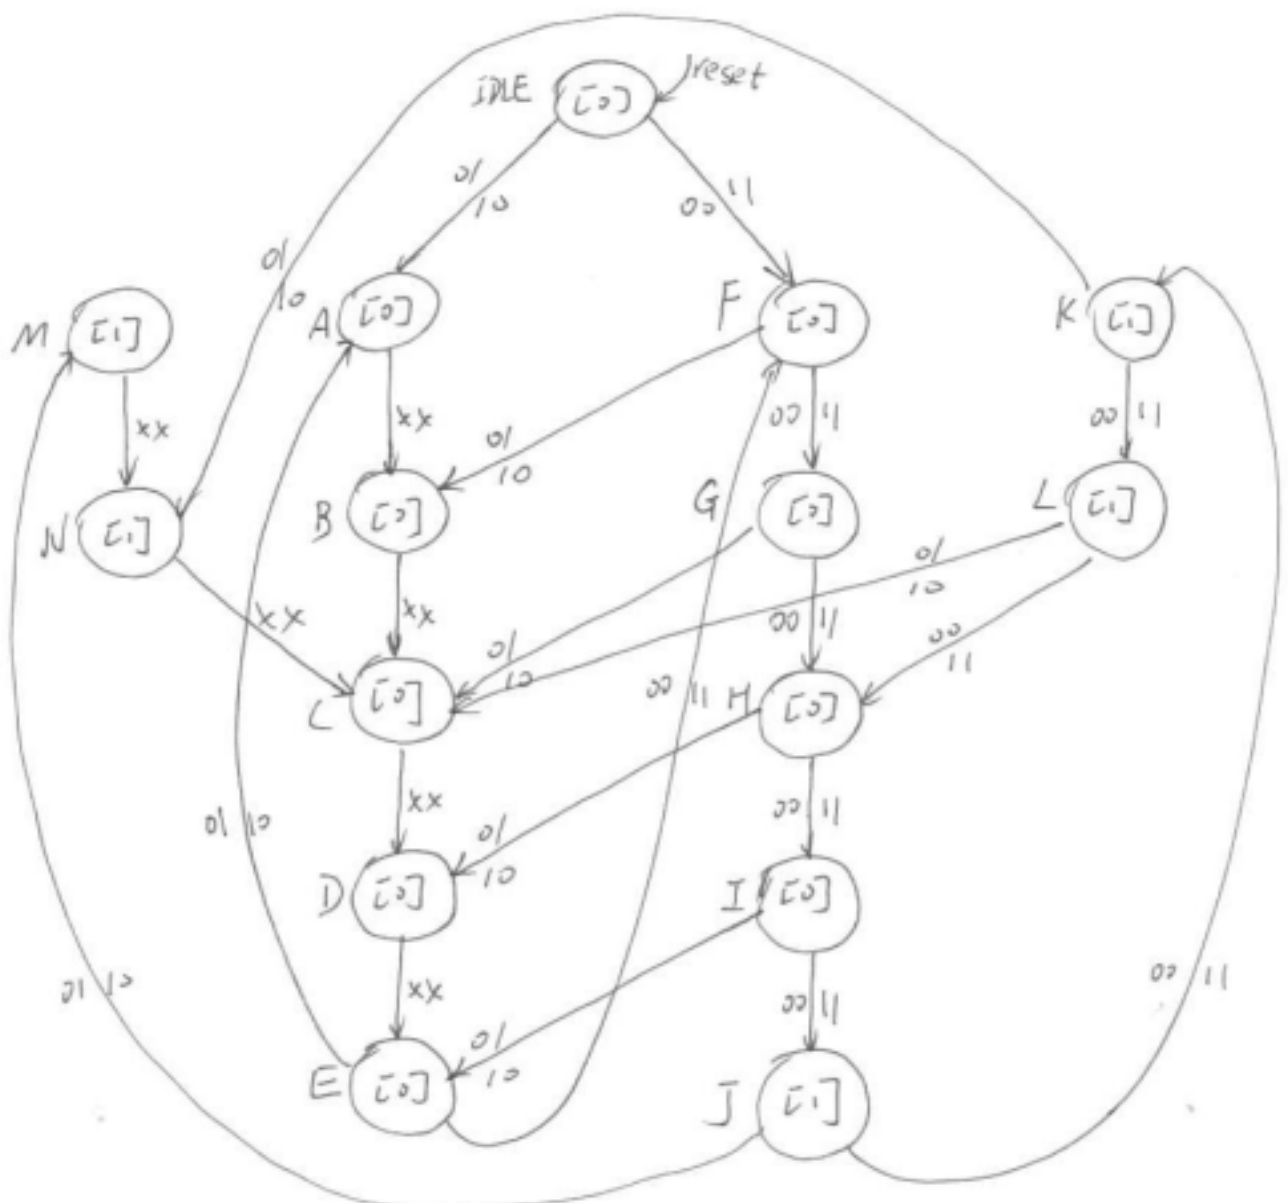 IDLE [0] reset
01
10
00 11
01
10
M [1]
A [0]
F [0]
K [1]
xx
xx
01
10
00 11
00 11
N [1]
B [0]
G [0]
L [1]
xx
xx
01
10
00 11
01
10
00
11
C [0]
00 11
H [0]
01 10
xx
01
10
00 11
D [0]
I [0]
01 10
xx
01
10
00 11
00 11
E [0]
J [1]